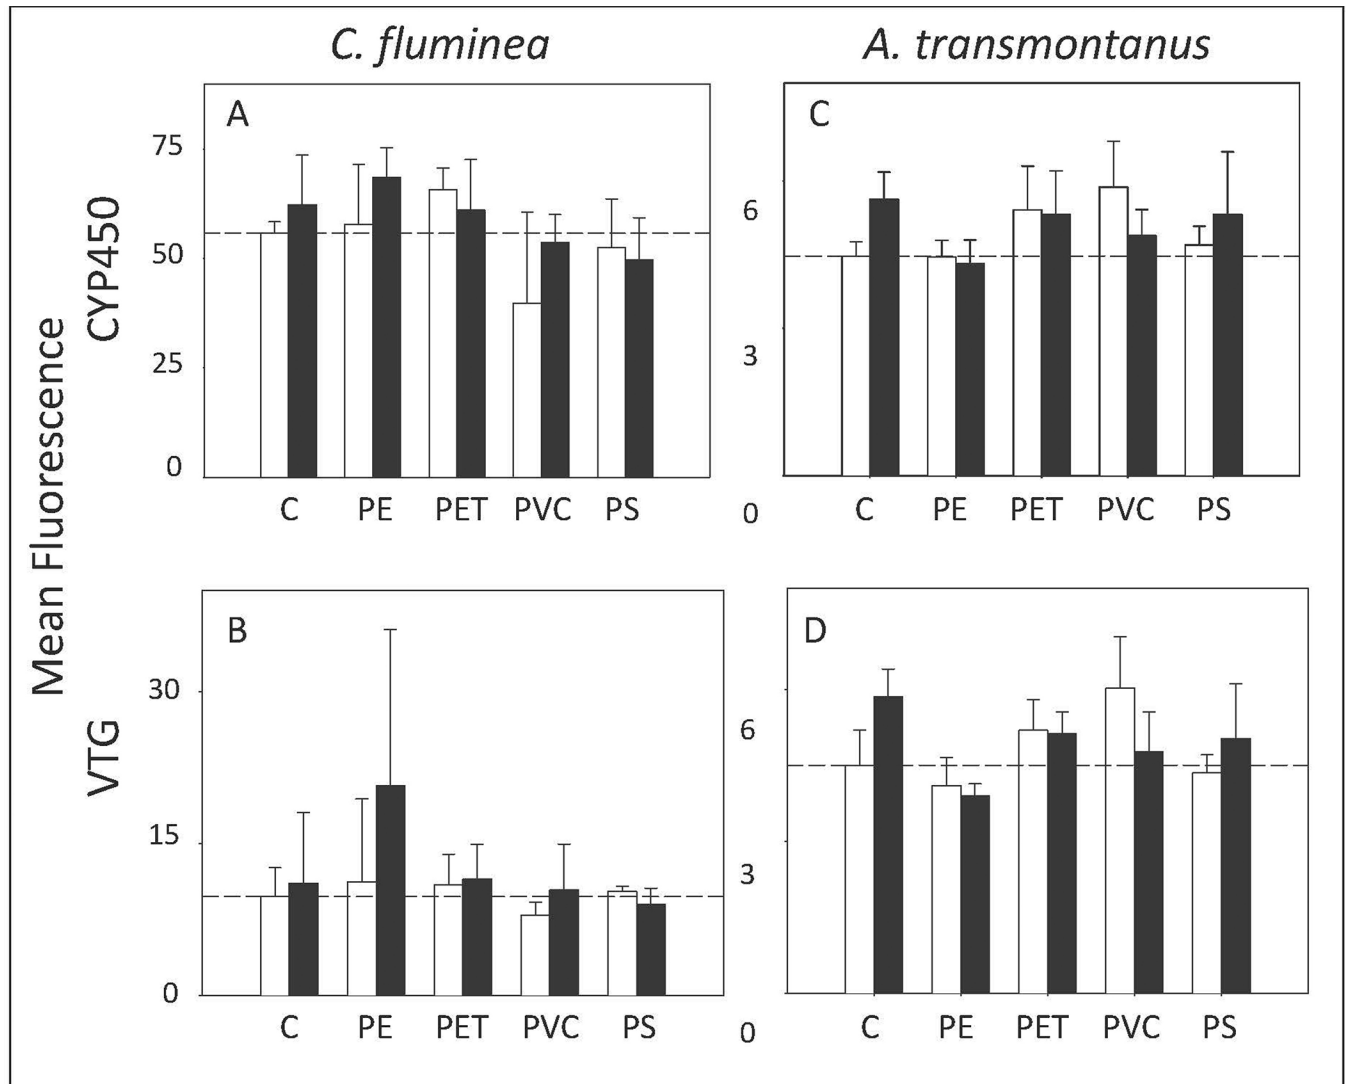 C. fluminea
A. transmontanus
Mean Fluorescence
CYP450
A
75
50
25
0
C PE PET PVC PS
C
6
3
0
C PE PET PVC PS
VTG
B
30
15
0
C PE PET PVC PS
D
6
3
0
C PE PET PVC PS